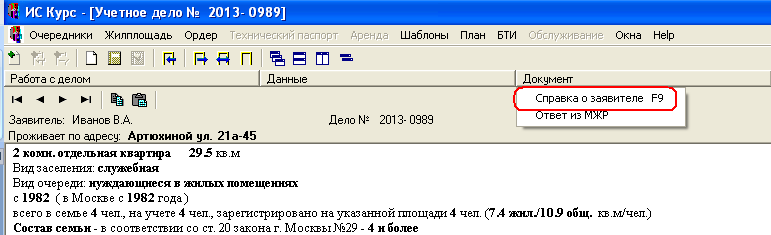 ИС Курс - [Учетное дело № 2013- 0989]
Очередники Жилплощадь Ордер Технический паспорт Аренда Шаблоны План БТИ Обслуживание Окна Help
Работа с делом Данные Документ
Справка о заявителе F9
Ответ из МЖР
Заявитель: Иванов В.А. Дело № 2013- 0989
Проживает по адресу: Артюхиной ул. 21а-45
2 комн. отдельная квартира 29.5 кв.м
Вид заселения: служебная
Вид очереди: нуждающиеся в жилых помещениях
с 1982 ( в Москве с 1982 года )
всего в семье 4 чел., на учете 4 чел., зарегистрировано на указанной площади 4 чел. (7.4 жил./10.9 общ. кв.м/чел.)
Состав семьи - в соответствии со ст. 20 закона г. Москвы №29 - 4 и более